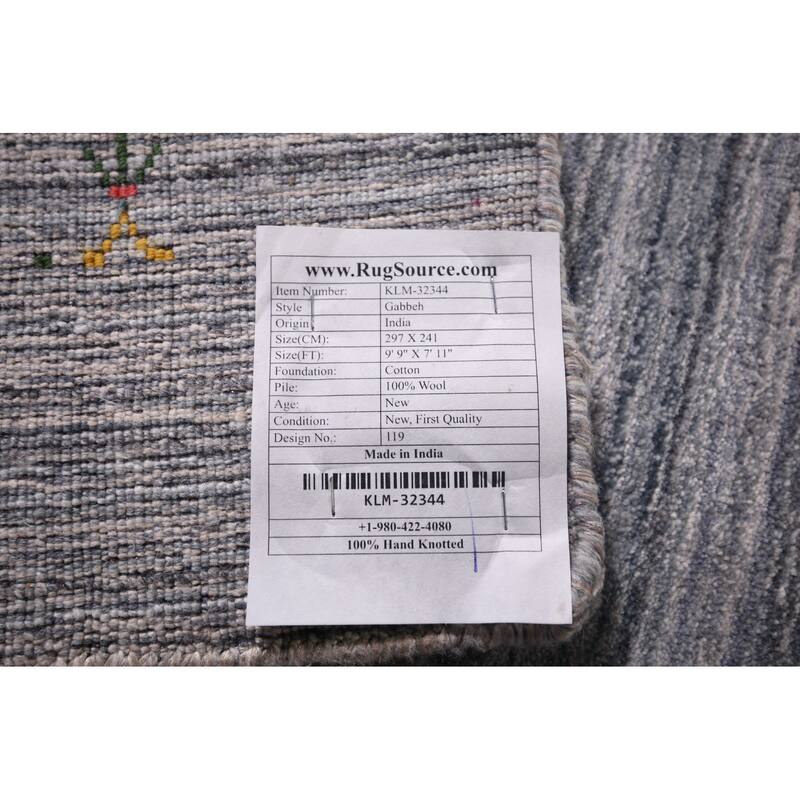 www.RugSource.com
Item Number: KLM-32344
Style Gabbeh
Origin: India
Size(CM): 297 X 241
Size(FT): 9' 9" X 7' 11"
Foundation: Cotton
Pile: 100% Wool
Age: New
Condition: New, First Quality
Design No.: 119
Made in India
KLM-32344
+1-980-422-4080
100% Hand Knotted